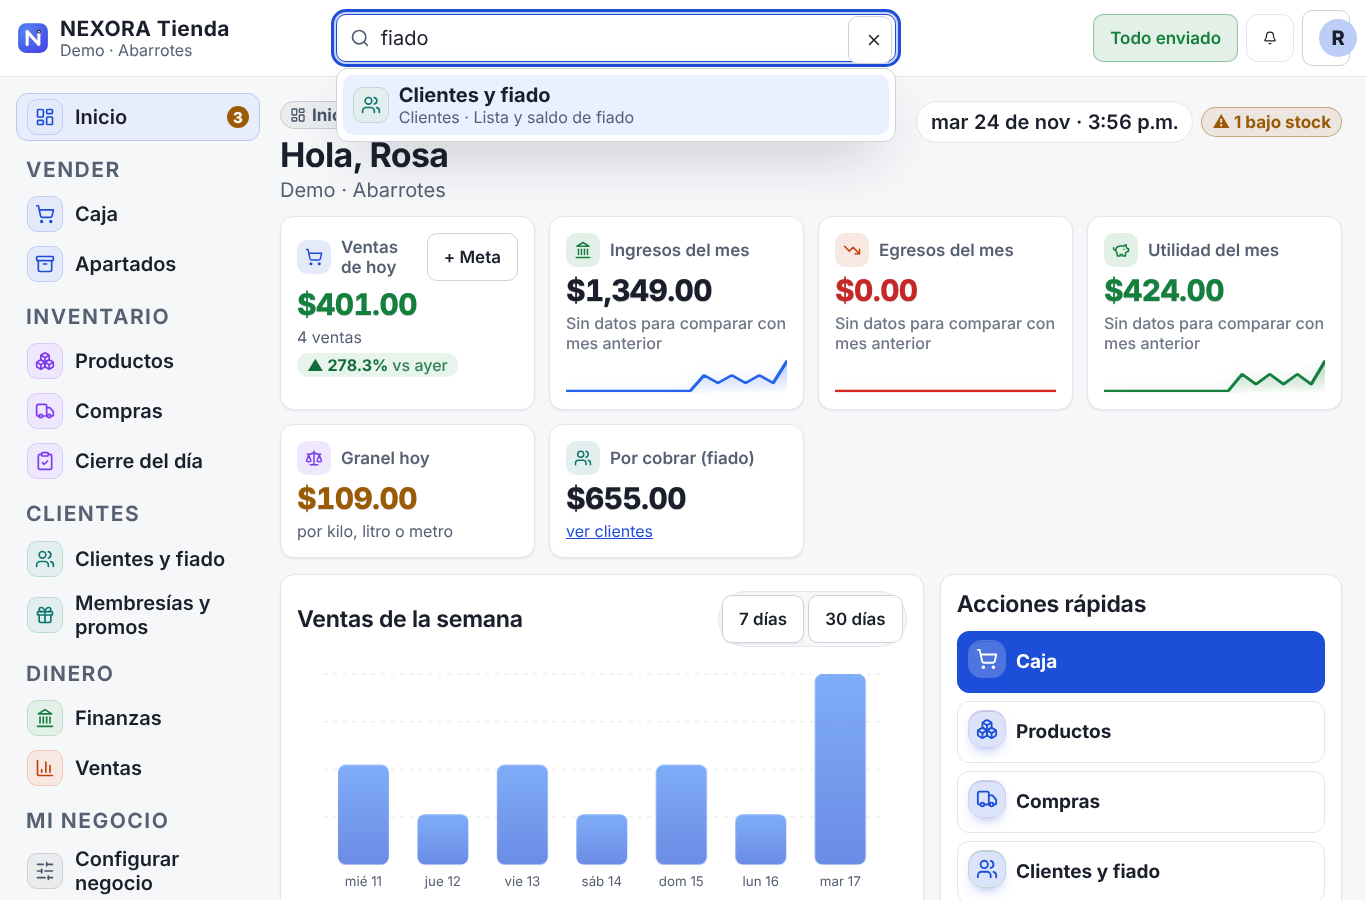 NEXORA Tienda
Demo · Abarrotes
fiado
Todo enviado
R
Clientes y fiado
Clientes · Lista y saldo de fiado
Inicio
3
VENDER
Caja
Apartados
INVENTARIO
Productos
Compras
Cierre del día
CLIENTES
Clientes y fiado
Membresías y
promos
DINERO
Finanzas
Ventas
MI NEGOCIO
Configurar
negocio
mar 24 de nov · 3:56 p.m.
1 bajo stock
Hola, Rosa
Demo · Abarrotes
Ventas
de hoy
+ Meta
$401.00
4 ventas
▲ 278.3% vs ayer
Ingresos del mes
$1,349.00
Sin datos para comparar con
mes anterior
Egresos del mes
$0.00
Sin datos para comparar con
mes anterior
Utilidad del mes
$424.00
Sin datos para comparar con
mes anterior
Granel hoy
$109.00
por kilo, litro o metro
Por cobrar (fiado)
$655.00
ver clientes
Ventas de la semana
7 días
30 días
mié 11
jue 12
vie 13
sáb 14
dom 15
lun 16
mar 17
Acciones rápidas
Caja
Productos
Compras
Clientes y fiado